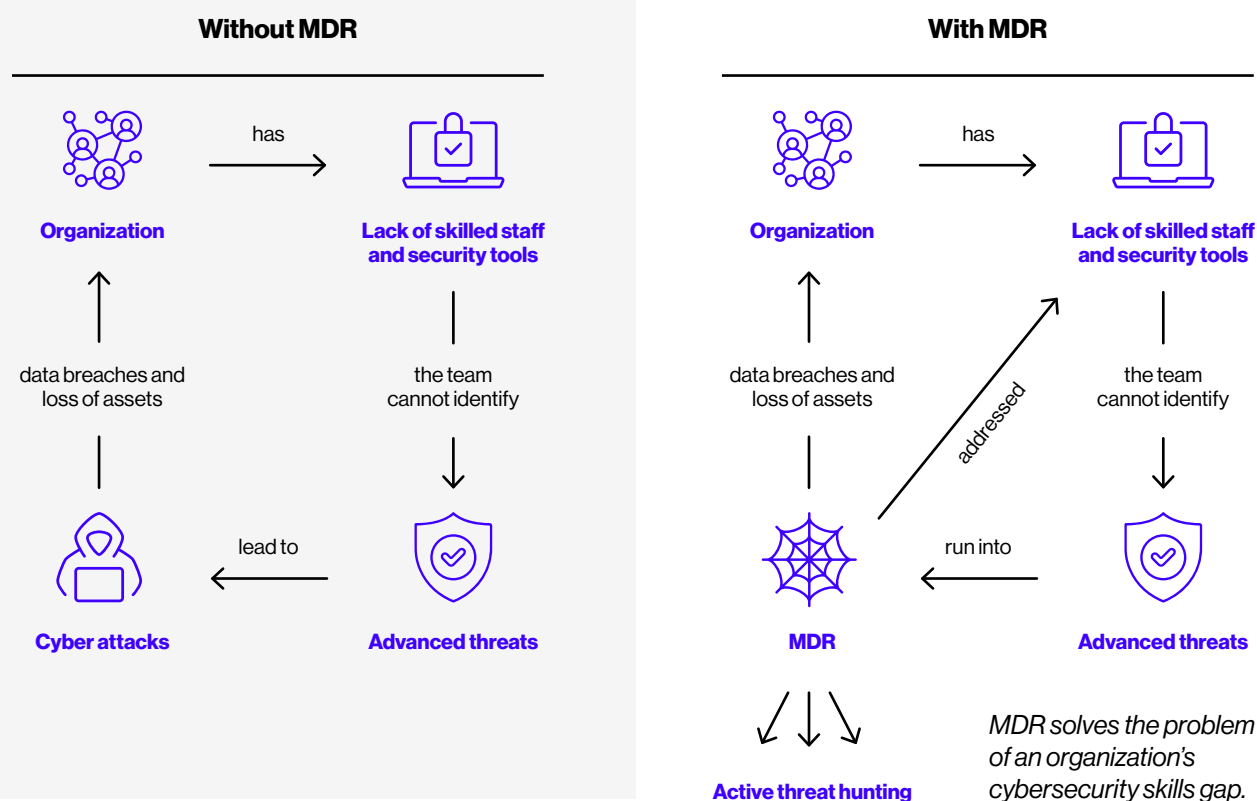 Without MDR
has
Organization
Lack of skilled staff
and security tools
data breaches and
loss of assets
the team
cannot identify
lead to
Cyber attacks
Advanced threats
With MDR
has
Organization
Lack of skilled staff
and security tools
data breaches and
loss of assets
addressed
the team
cannot identify
run into
MDR
Advanced threats
Active threat hunting
MDR solves the problem
of an organization's
cybersecurity skills gap.